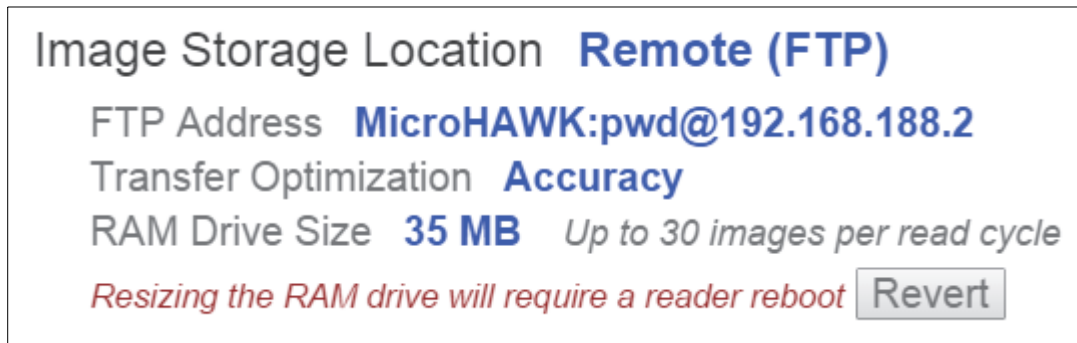 Image Storage Location Remote (FTP)
FTP Address MicroHAWK:pwd@192.168.188.2
Transfer Optimization Accuracy
RAM Drive Size 35 MB Up to 30 images per read cycle
Resizing the RAM drive will require a reader reboot Revert